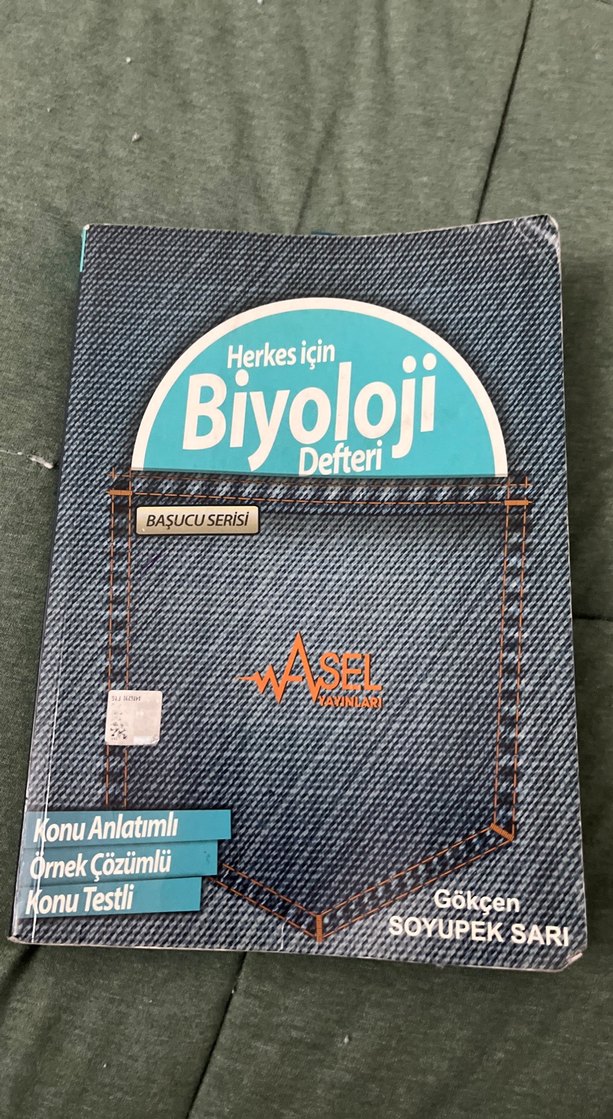 Herkes için
Biyoloji
Defteri
BAŞUCU SERİSİ
ASEL
YAYINLARI
Konu Anlatımlı
Örnek Çözümlü
Konu Testli
Gökçen
SOYUPEK SARI